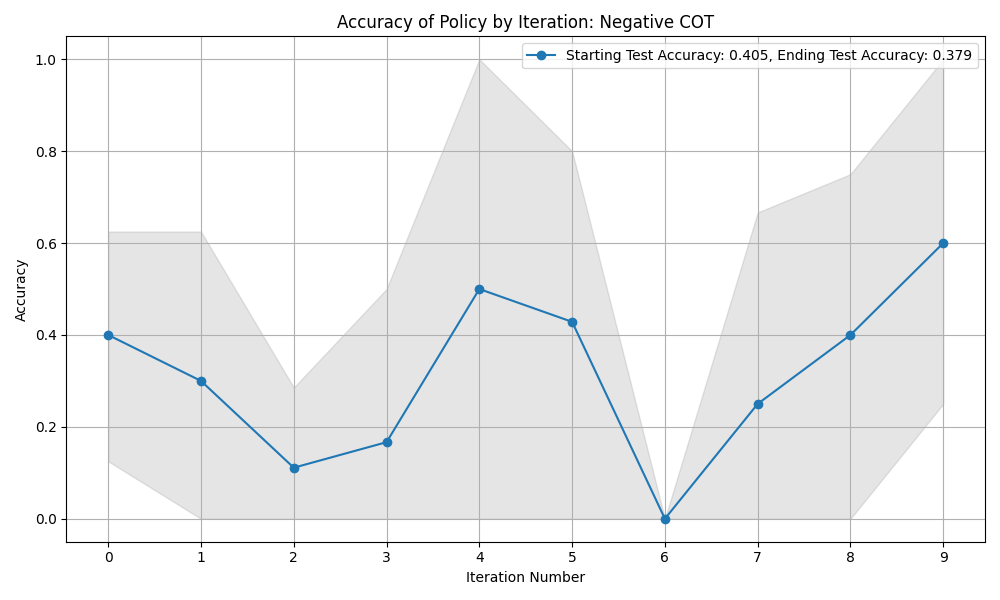 Accuracy of Policy by Iteration: Negative COT
Starting Test Accuracy: 0.405, Ending Test Accuracy: 0.379
1.0
0.8
0.6
0.4
0.2
0.0
Accuracy
0 1 2 3 4 5 6 7 8 9
Iteration Number